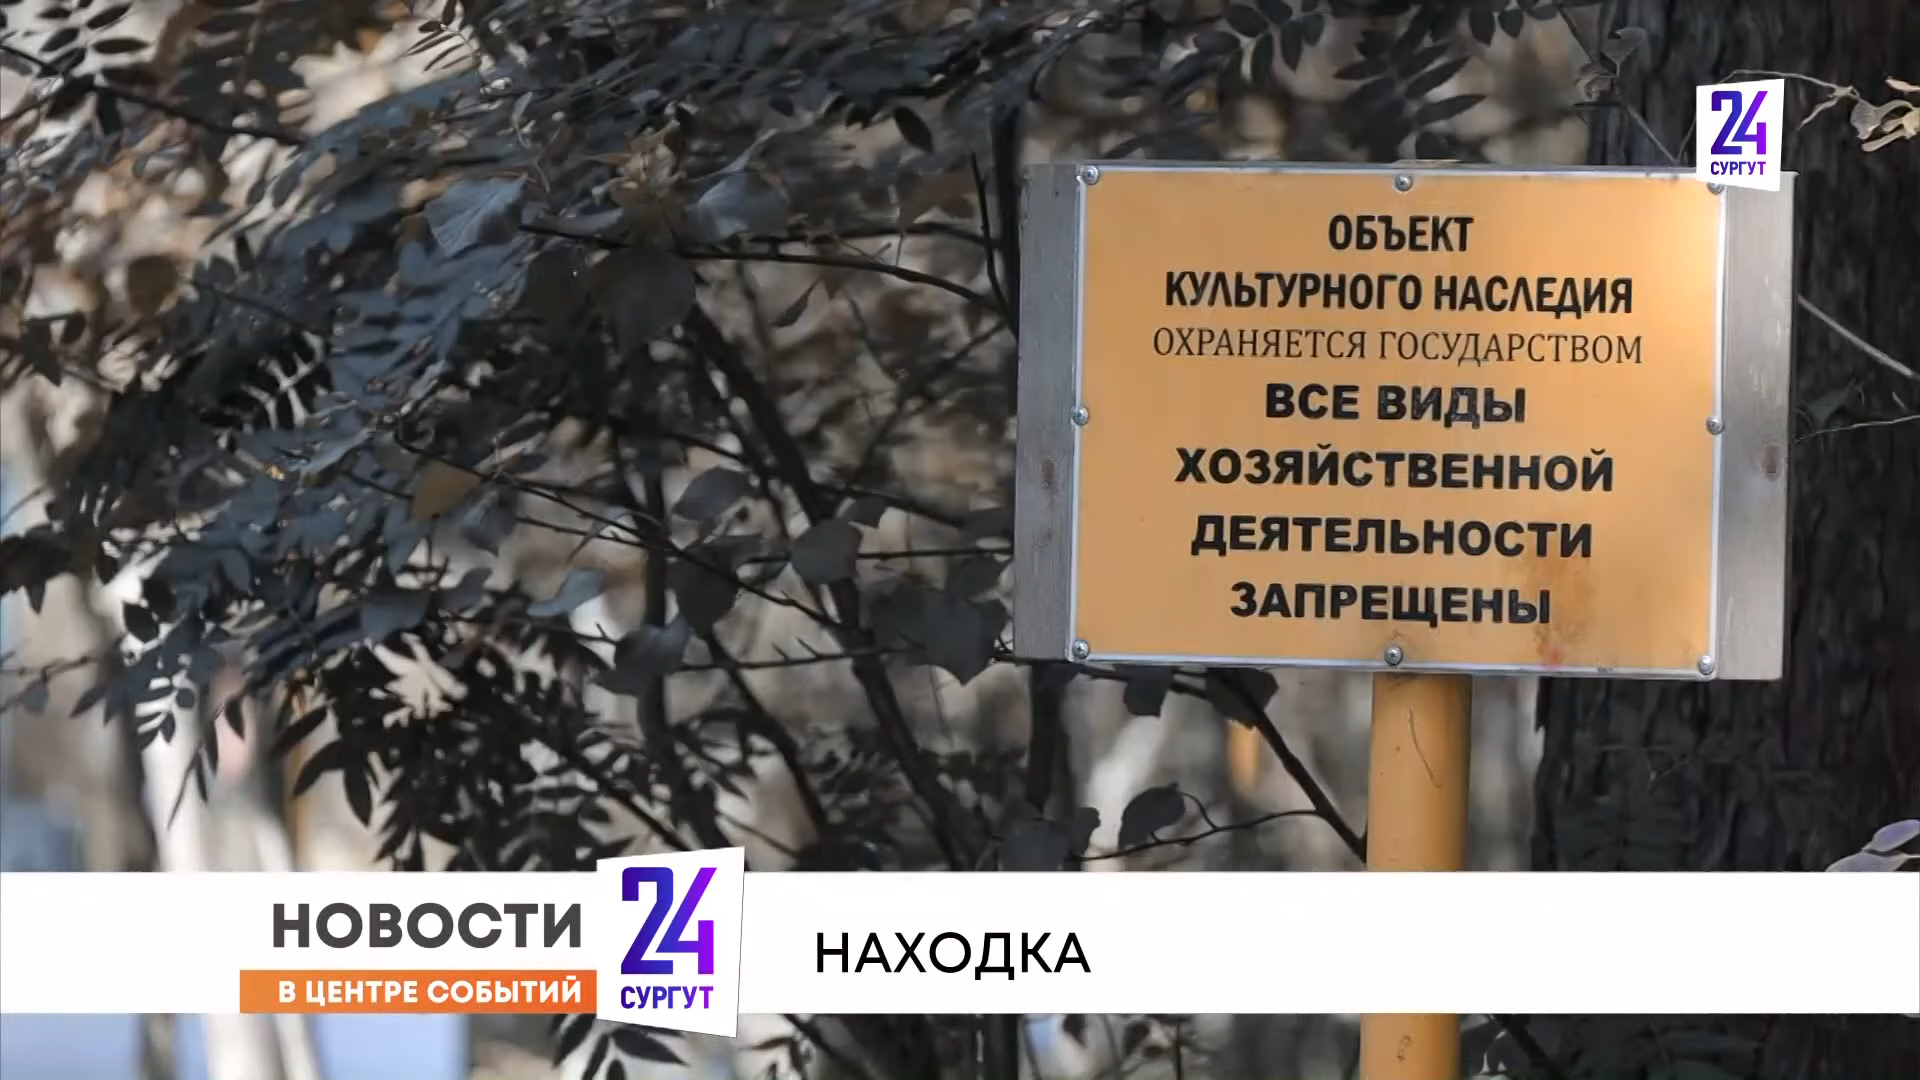 24
СУРГУТ
ОБЪЕКТ
КУЛЬТУРНОГО НАСЛЕДИЯ
ОХРАНЯЕТСЯ ГОСУДАРСТВОМ
ВСЕ ВИДЫ
ХОЗЯЙСТВЕННОЙ
ДЕЯТЕЛЬНОСТИ
ЗАПРЕЩЕНЫ
НОВОСТИ
В ЦЕНТРЕ СОБЫТИЙ
24
СУРГУТ
НАХОДКА